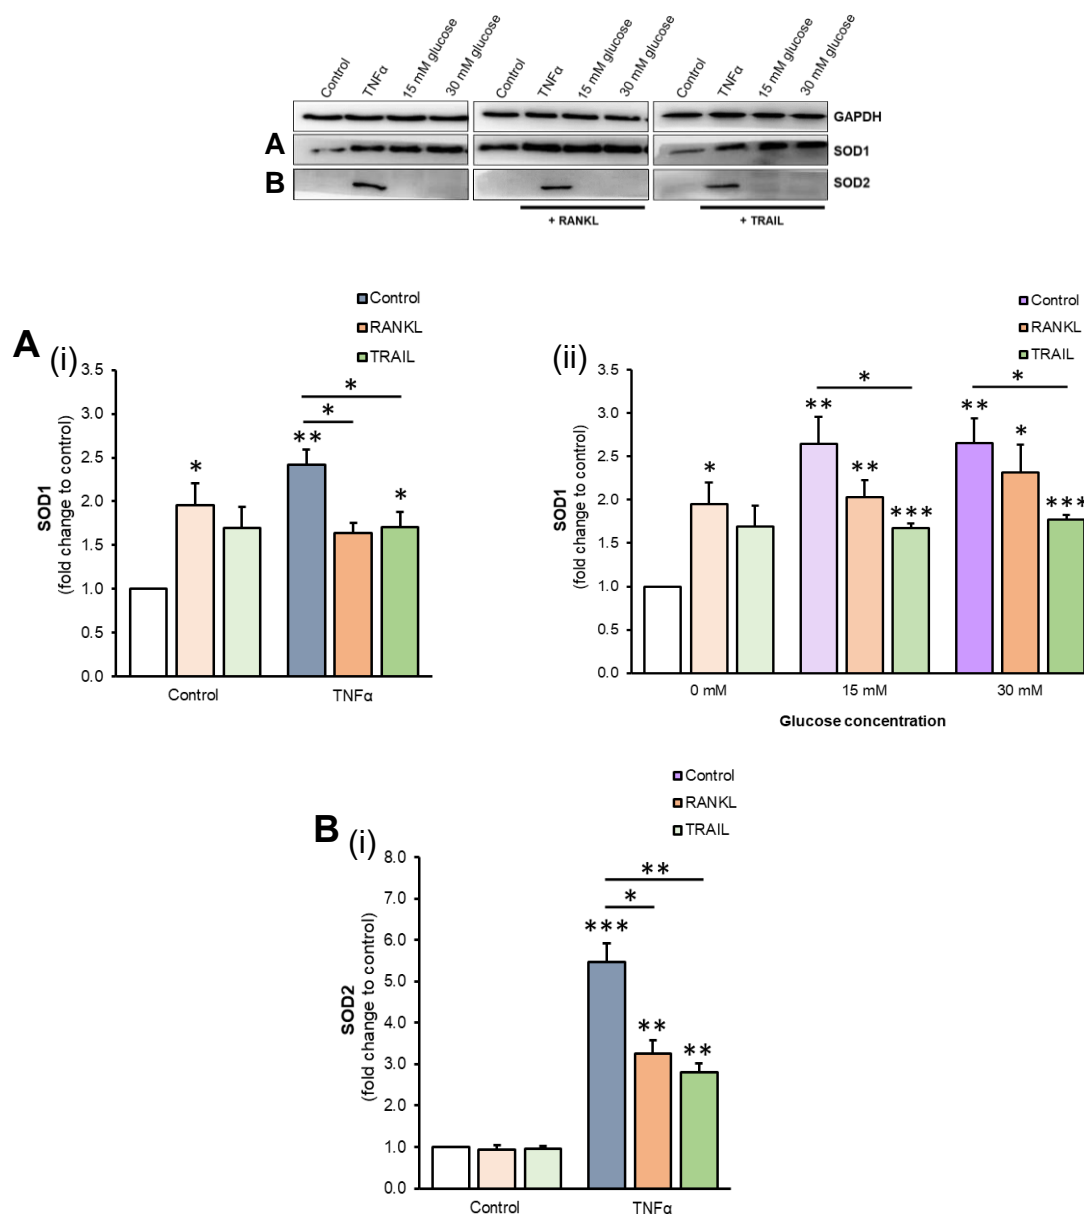 Control TNFα 15 mM glucose 30 mM glucose Control TNFα 15 mM glucose 30 mM glucose Control TNFα 15 mM glucose 30 mM glucose
GAPDH
A SOD1
B SOD2
+ RANKL + TRAIL
A (i)
Control
RANKL
TRAIL
SOD1
(fold change to control)
3.5
3.0
2.5
2.0
1.5
1.0
0.5
0.0
* ** * * *
Control TNFα
(ii)
Control
RANKL
TRAIL
SOD1
(fold change to control)
3.5
3.0
2.5
2.0
1.5
1.0
0.5
0.0
* ** ** *** * ** * *** *
0 mM 15 mM 30 mM
Glucose concentration
B (i)
Control
RANKL
TRAIL
SOD2
(fold change to control)
8.0
7.0
6.0
5.0
4.0
3.0
2.0
1.0
0.0
**
*
***
**
**
Control TNFα